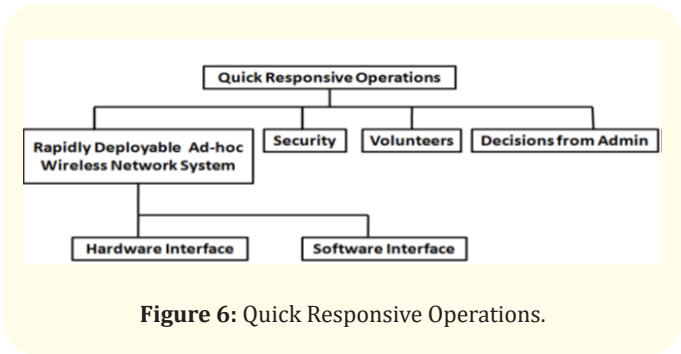 Quick Responsive Operations
Rapidly Deployable Ad-hoc
Wireless Network System
Security
Volunteers
Decisions from Admin
Hardware Interface
Software Interface
Figure 6: Quick Responsive Operations.